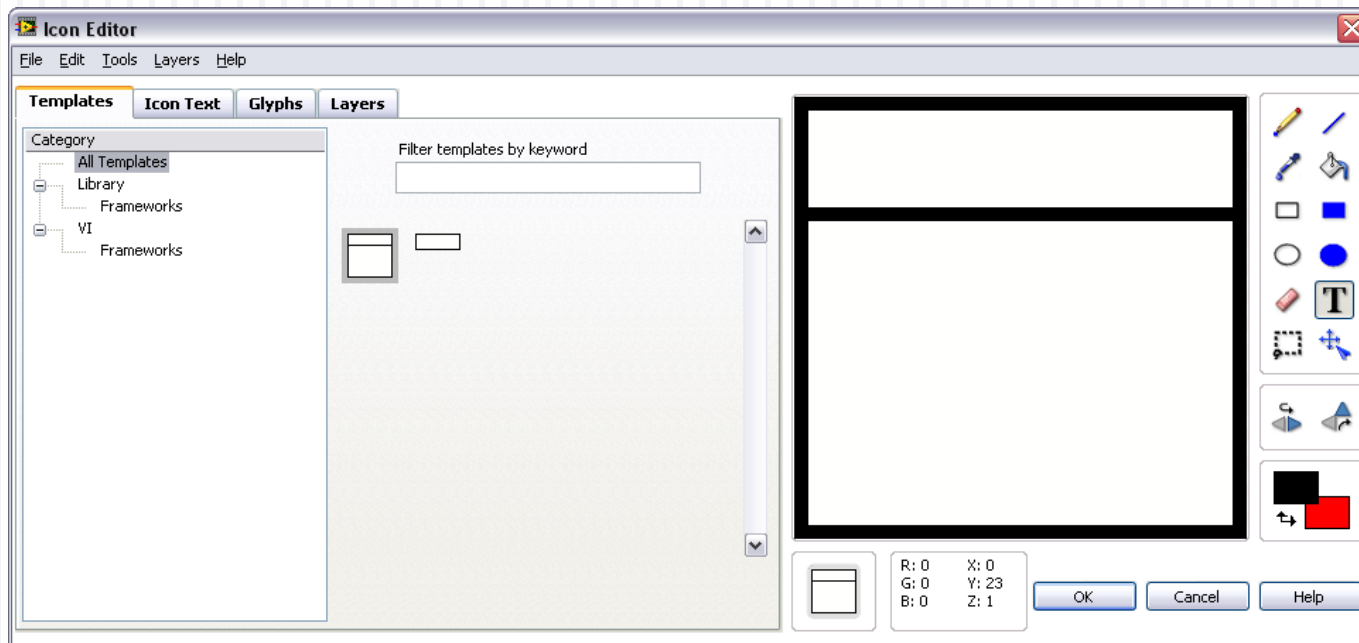 Icon Editor
File Edit Tools Layers Help
Templates Icon Text Glyphs Layers
Category
All Templates
Library
Frameworks
VI
Frameworks
Filter templates by keyword
T
R: 0 X: 0
G: 0 Y: 23
B: 0 Z: 1
OK Cancel Help